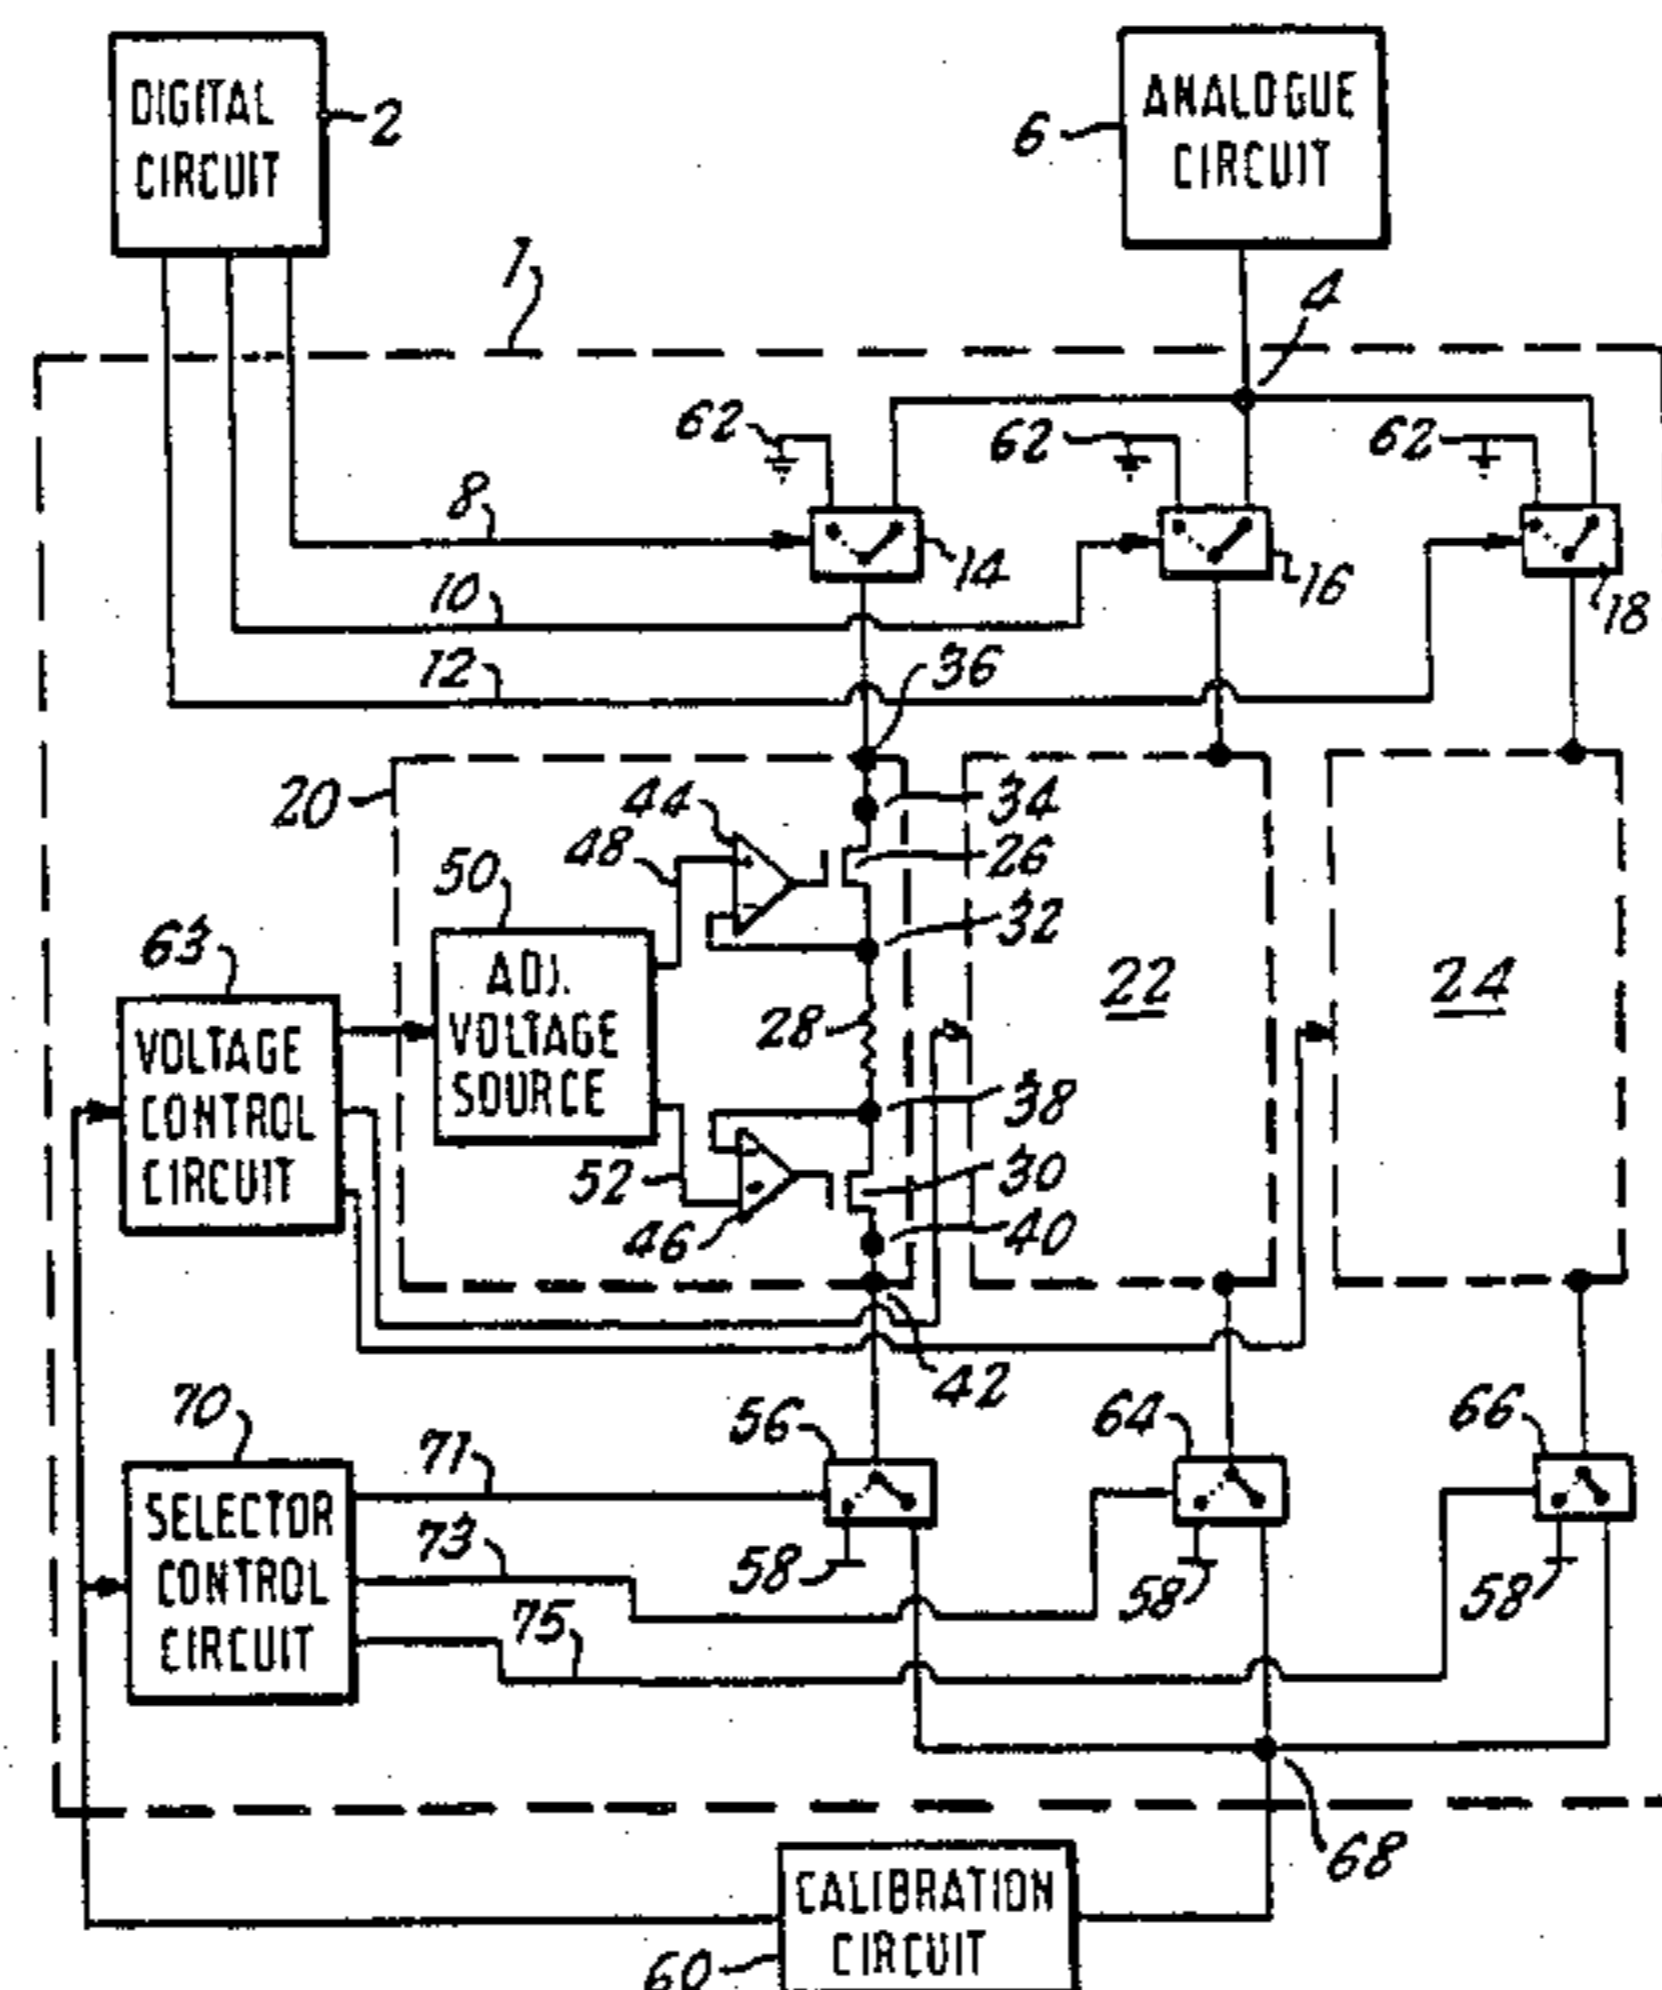 DIGITAL
CIRCUIT
2
ANALOGUE
CIRCUIT
6
1
4
62
62
62
8
14
16
18
10
12
36
20
44
34
48
26
50
32
ADJ.
VOLTAGE
SOURCE
22
24
63
28
VOLTAGE
CONTROL
CIRCUIT
38
52
30
46
40
42
70
71
56
64
66
SELECTOR
CONTROL
CIRCUIT
73
58
58
58
75
68
CALIBRATION
CIRCUIT
60